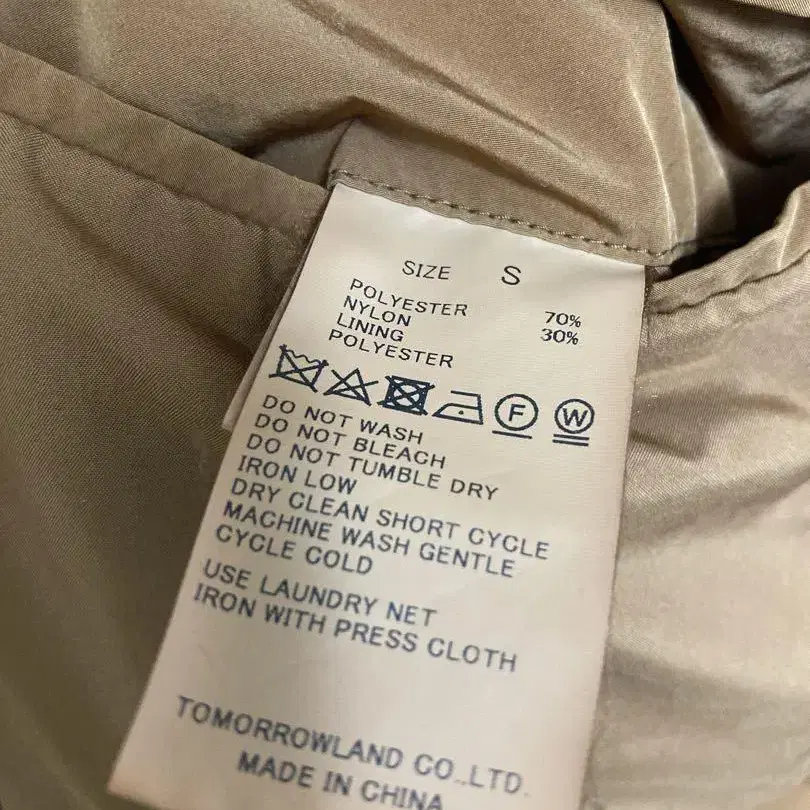 SIZE S
POLYESTER 70%
NYLON 30%
LINING
POLYESTER
F W
DO NOT WASH
DO NOT BLEACH
DO NOT TUMBLE DRY
IRON LOW
DRY CLEAN SHORT CYCLE
MACHINE WASH GENTLE
CYCLE COLD
USE LAUNDRY NET
IRON WITH PRESS CLOTH
TOMORROWLAND CO.,LTD.
MADE IN CHINA